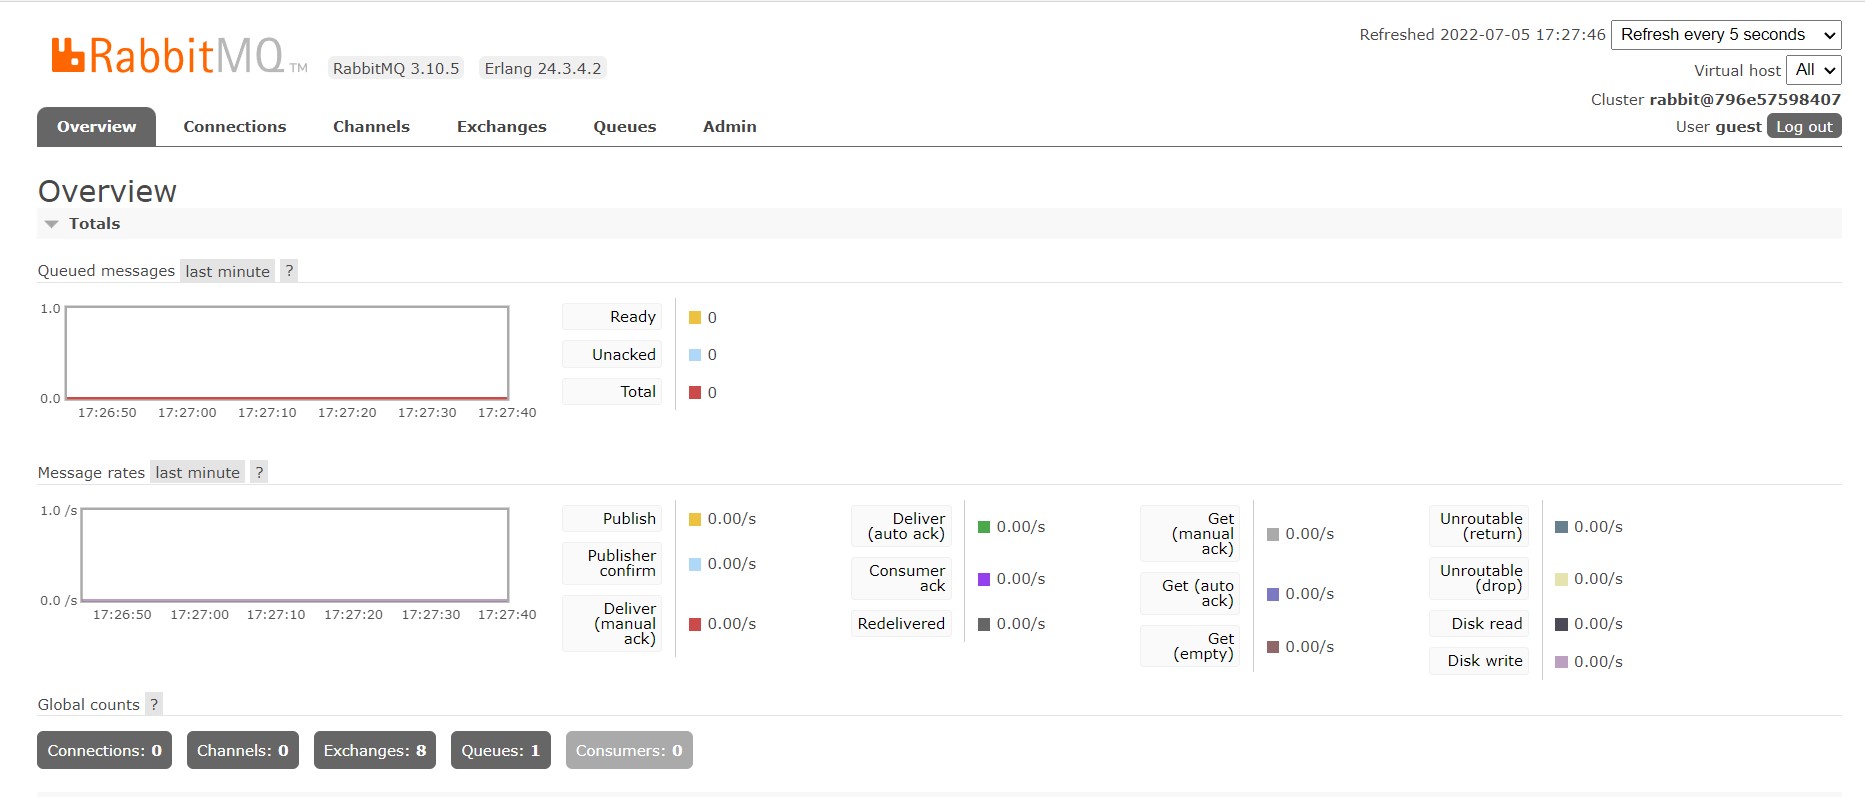 Refreshed 2022-07-05 17:27:46 Refresh every 5 seconds
RabbitMQ TM RabbitMQ 3.10.5 Erlang 24.3.4.2
Virtual host All
Cluster rabbit@796e57598407
User guest Log out
Overview Connections Channels Exchanges Queues Admin
Overview
Totals
Queued messages last minute ?
1.0
0.0
17:26:50 17:27:00 17:27:10 17:27:20 17:27:30 17:27:40
Ready 0
Unacked 0
Total 0
Message rates last minute ?
1.0 /s
0.0 /s
17:26:50 17:27:00 17:27:10 17:27:20 17:27:30 17:27:40
Publish 0.00/s
Publisher
confirm 0.00/s
Deliver
(manual
ack) 0.00/s
Deliver
(auto ack) 0.00/s
Consumer
ack 0.00/s
Redelivered 0.00/s
Get
(manual
ack) 0.00/s
Get (auto
ack) 0.00/s
Get
(empty) 0.00/s
Unroutable
(return) 0.00/s
Unroutable
(drop) 0.00/s
Disk read 0.00/s
Disk write 0.00/s
Global counts ?
Connections: 0 Channels: 0 Exchanges: 8 Queues: 1 Consumers: 0